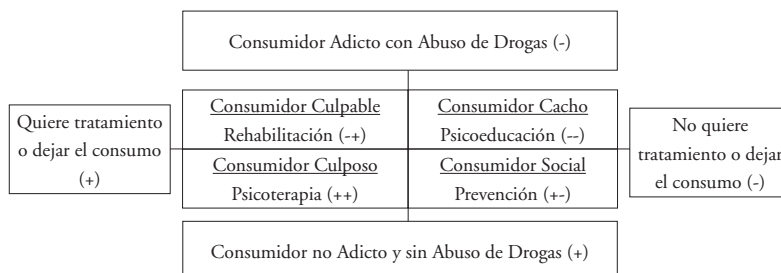 Consumidor Adicto con Abuso de Drogas (-)
Quiere tratamiento
o dejar el consumo
(+)
Consumidor Culpable
Rehabilitación (-+)
Consumidor Cacho
Psicoeducación (--)
Consumidor Culposo
Psicoterapia (++)
Consumidor Social
Prevención (+-)
No quiere
tratamiento o dejar
el consumo (-)
Consumidor no Adicto y sin Abuso de Drogas (+)